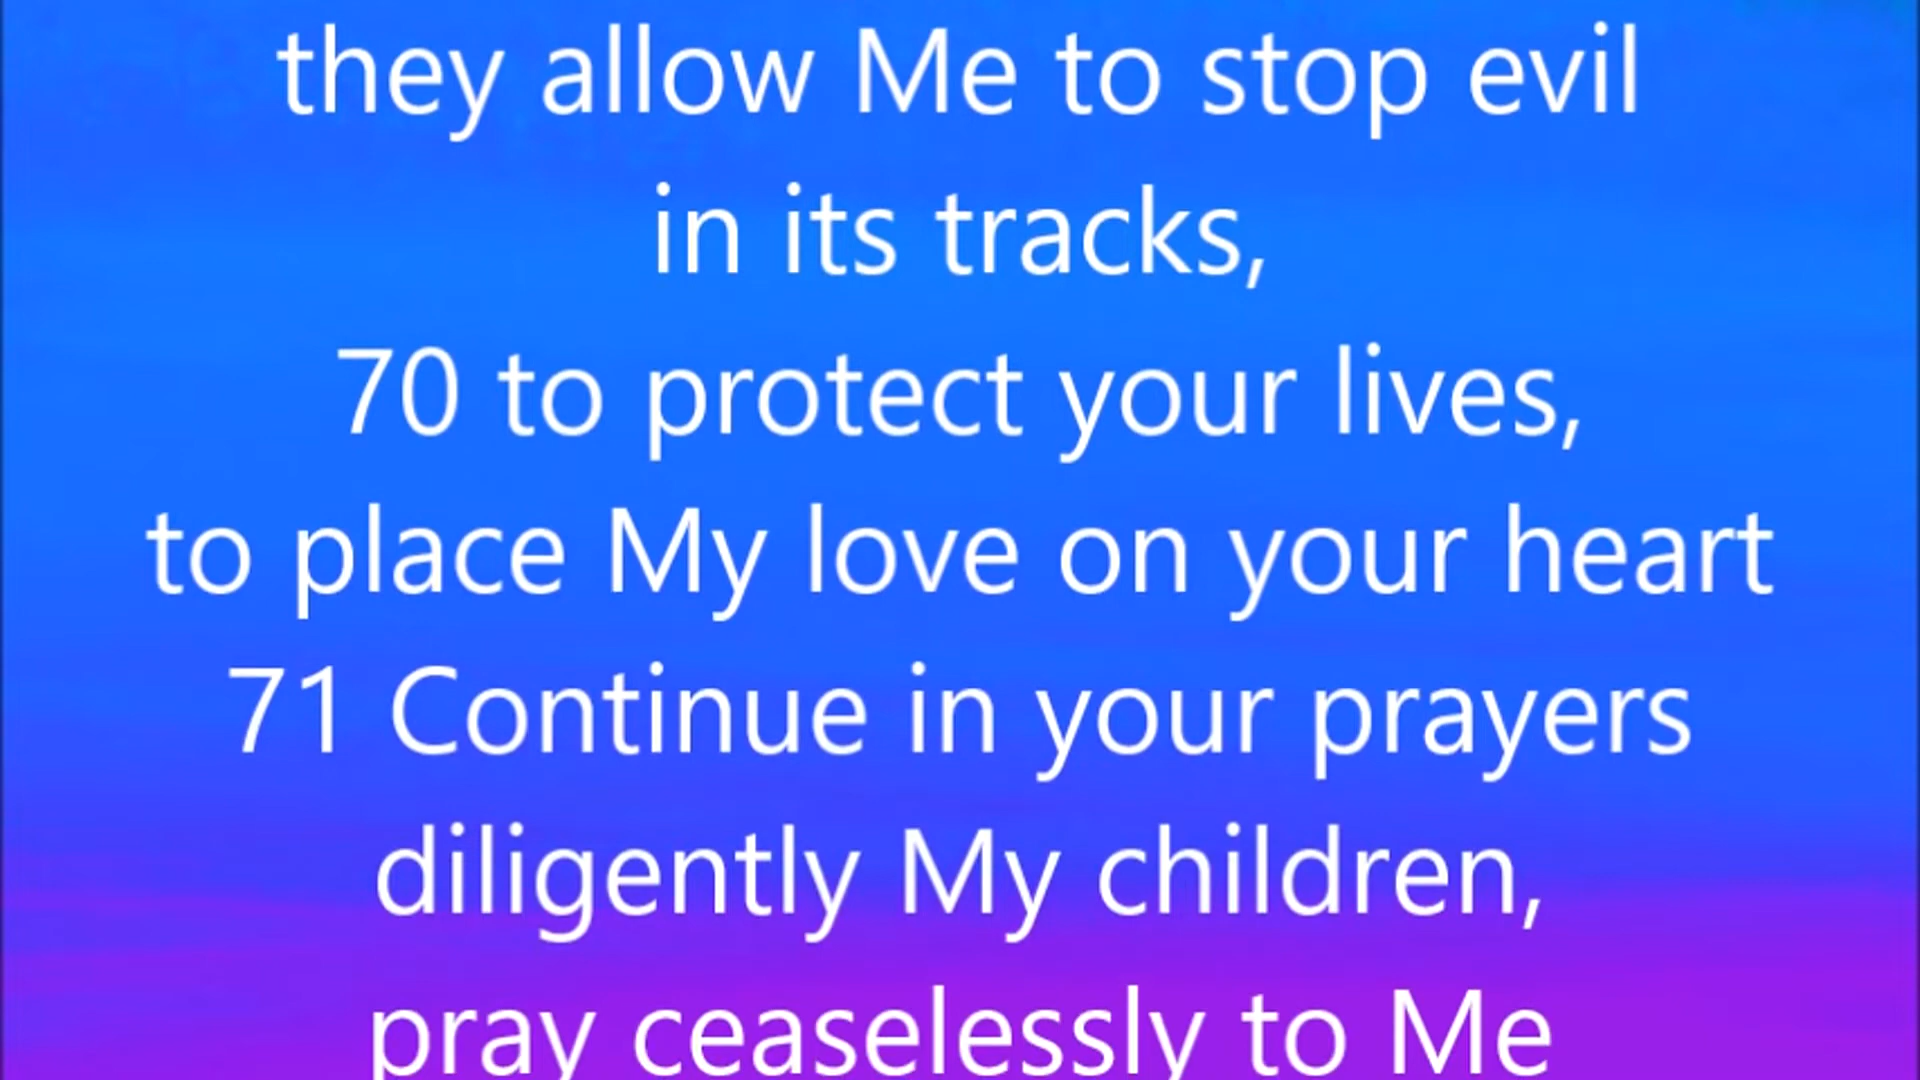 they allow Me to stop evil
in its tracks,
70 to protect your lives,
to place My love on your heart
71 Continue in your prayers
diligently My children,
pray ceaselessly to Me